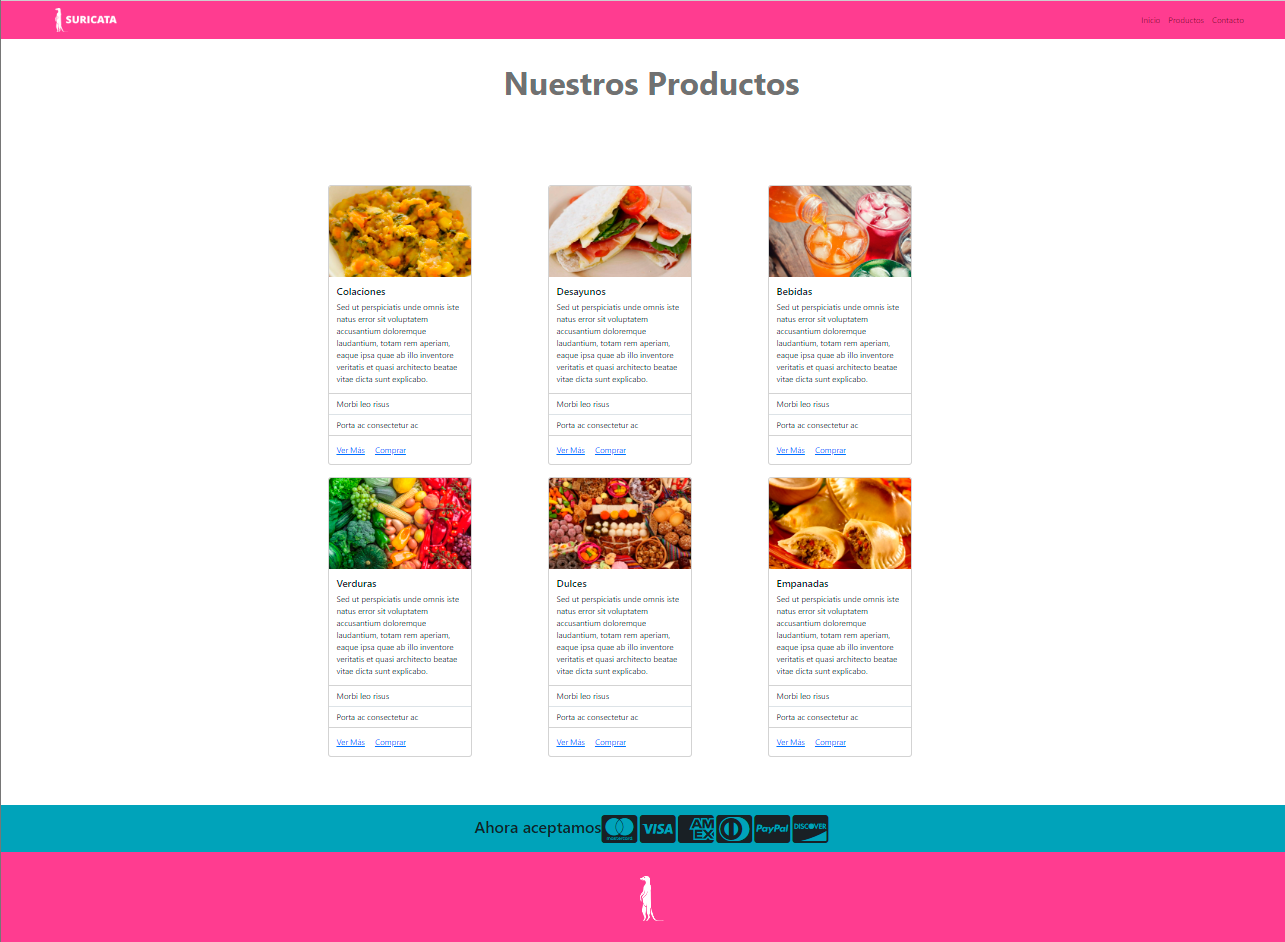 SURICATA
Inicio Productos Contacto
Nuestros Productos
Colaciones
Sed ut perspiciatis unde omnis iste
natus error sit voluptatem
accusantium doloremque
laudantium, totam rem aperiam,
eaque ipsa quae ab illo inventore
veritatis et quasi architecto beatae
vitae dicta sunt explicabo.
Morbi leo risus
Porta ac consectetur ac
Ver Más Comprar
Desayunos
Sed ut perspiciatis unde omnis iste
natus error sit voluptatem
accusantium doloremque
laudantium, totam rem aperiam,
eaque ipsa quae ab illo inventore
veritatis et quasi architecto beatae
vitae dicta sunt explicabo.
Morbi leo risus
Porta ac consectetur ac
Ver Más Comprar
Bebidas
Sed ut perspiciatis unde omnis iste
natus error sit voluptatem
accusantium doloremque
laudantium, totam rem aperiam,
eaque ipsa quae ab illo inventore
veritatis et quasi architecto beatae
vitae dicta sunt explicabo.
Morbi leo risus
Porta ac consectetur ac
Ver Más Comprar
Verduras
Sed ut perspiciatis unde omnis iste
natus error sit voluptatem
accusantium doloremque
laudantium, totam rem aperiam,
eaque ipsa quae ab illo inventore
veritatis et quasi architecto beatae
vitae dicta sunt explicabo.
Morbi leo risus
Porta ac consectetur ac
Ver Más Comprar
Dulces
Sed ut perspiciatis unde omnis iste
natus error sit voluptatem
accusantium doloremque
laudantium, totam rem aperiam,
eaque ipsa quae ab illo inventore
veritatis et quasi architecto beatae
vitae dicta sunt explicabo.
Morbi leo risus
Porta ac consectetur ac
Ver Más Comprar
Empanadas
Sed ut perspiciatis unde omnis iste
natus error sit voluptatem
accusantium doloremque
laudantium, totam rem aperiam,
eaque ipsa quae ab illo inventore
veritatis et quasi architecto beatae
vitae dicta sunt explicabo.
Morbi leo risus
Porta ac consectetur ac
Ver Más Comprar
Ahora aceptamos mastercard VISA AM EX PayPal DISCOVER